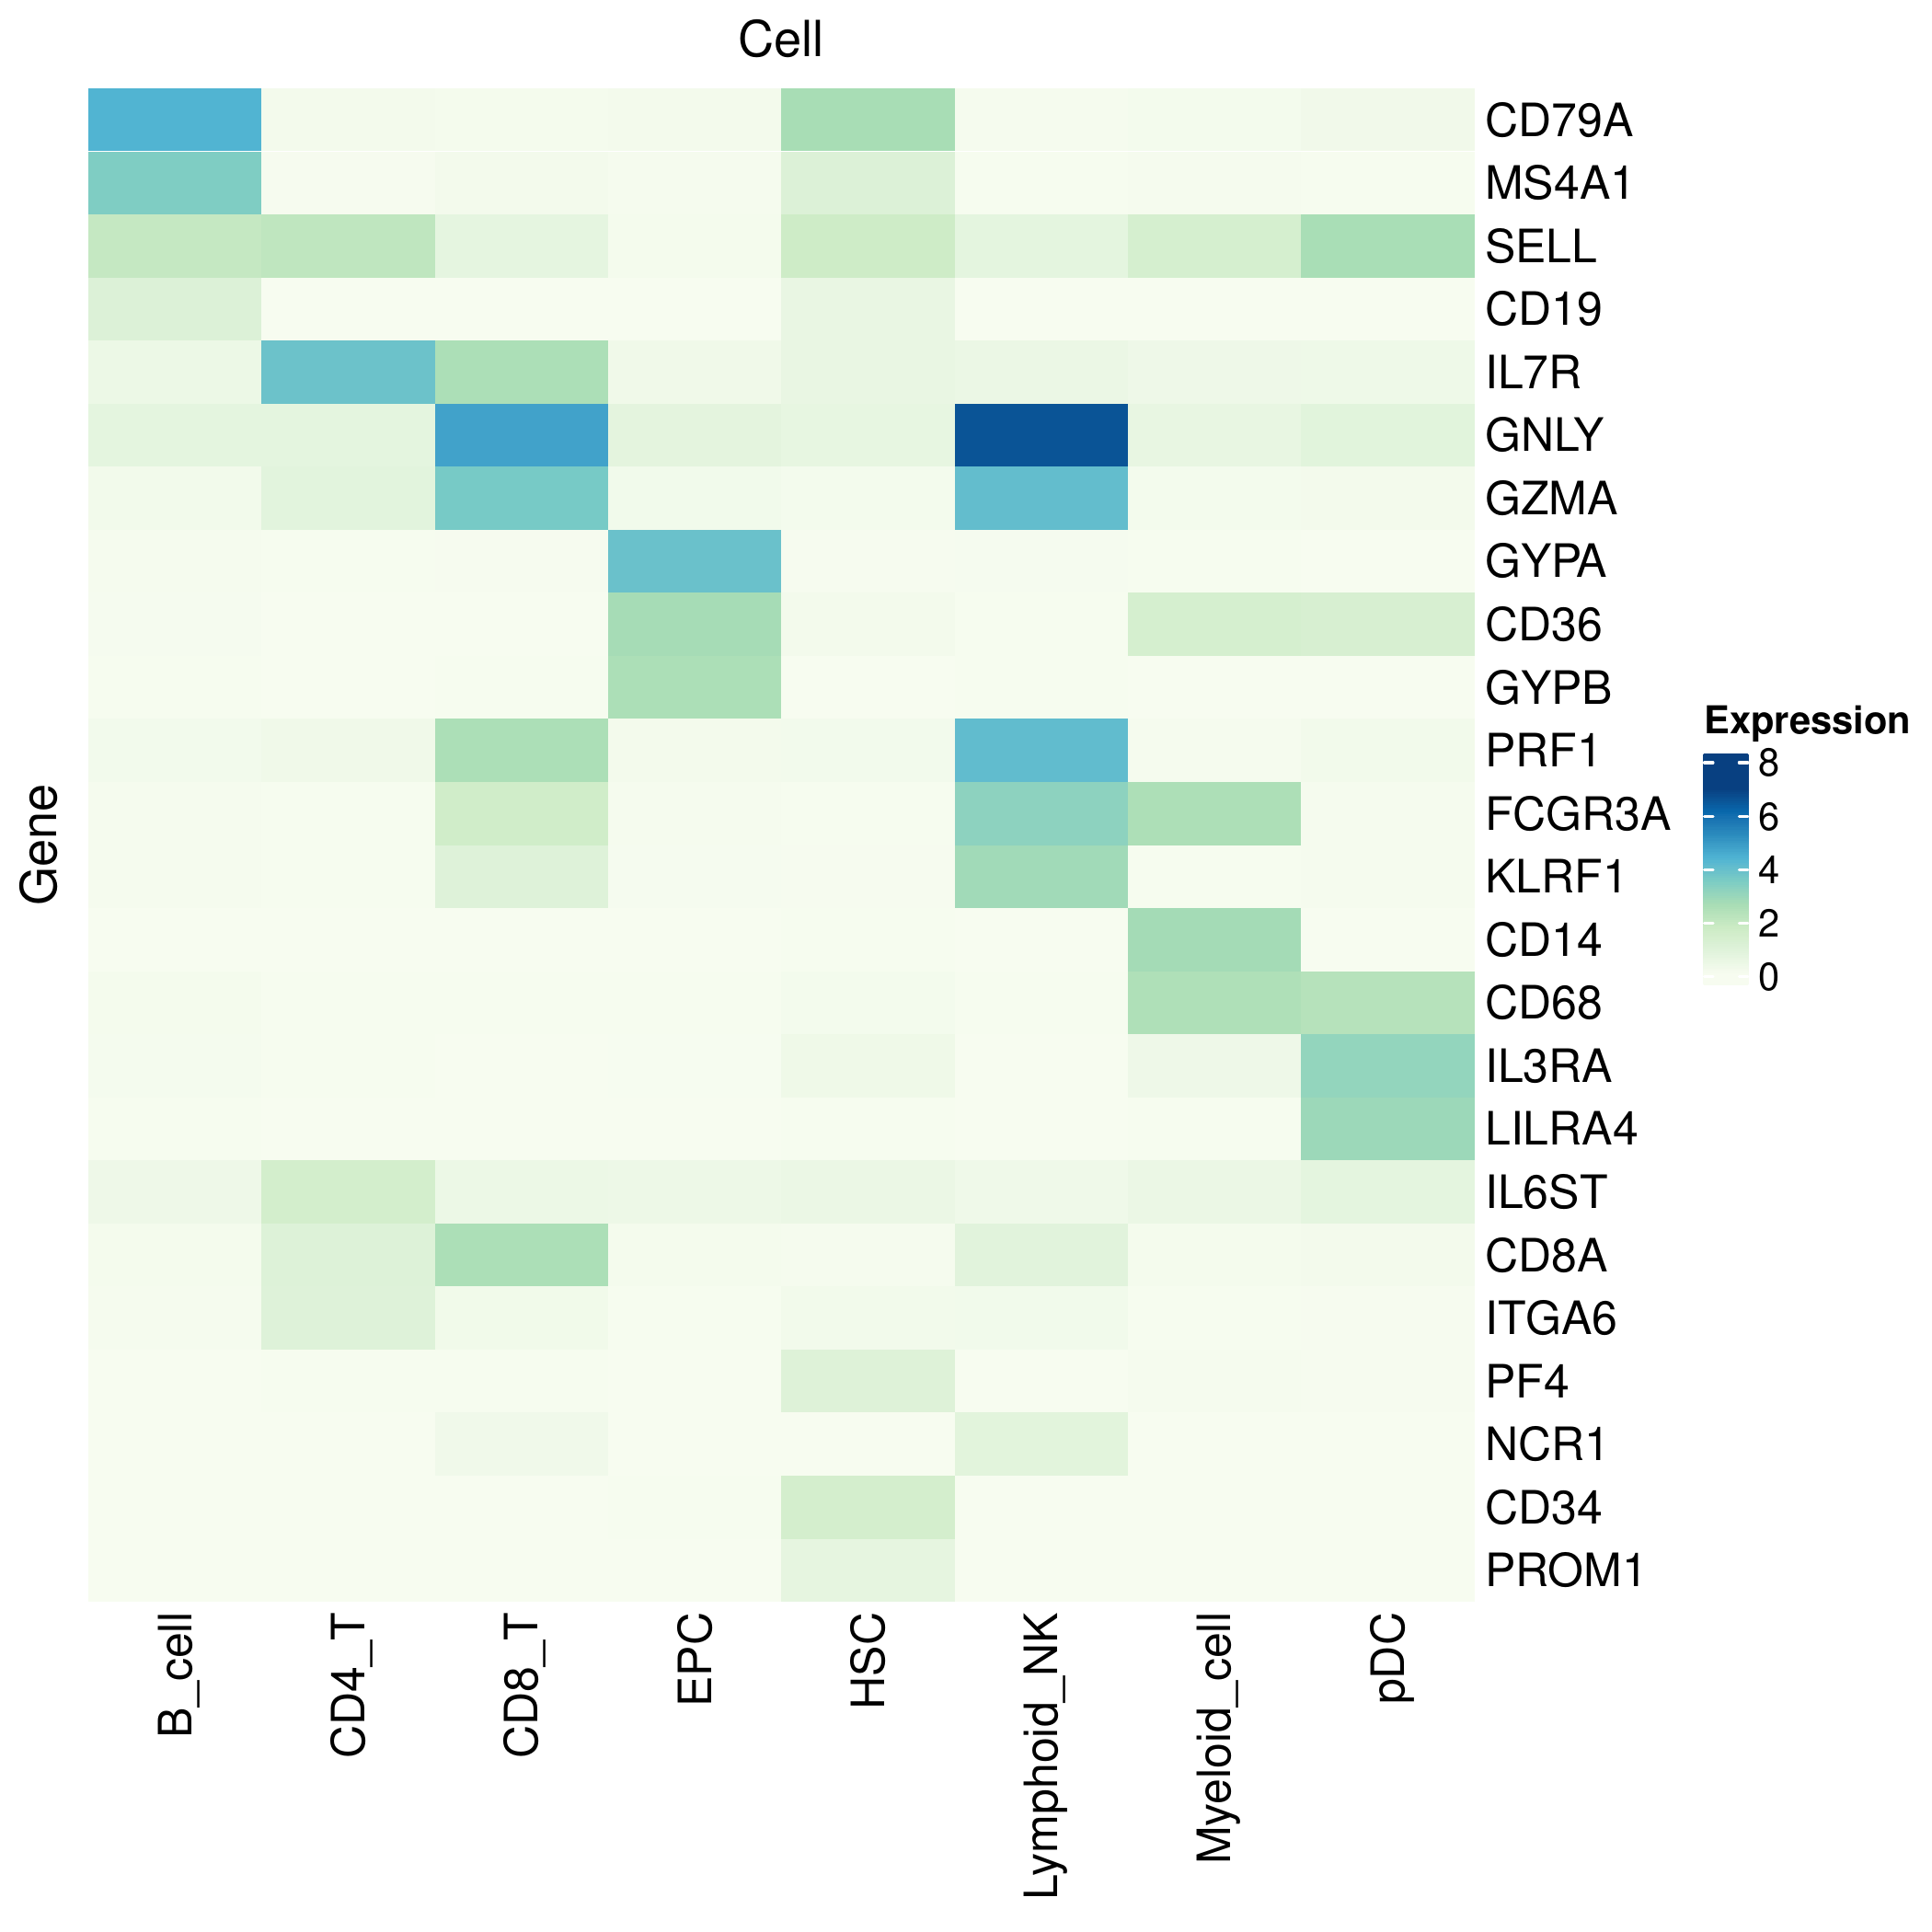 Cell
CD79A
MS4A1
SELL
CD19
IL7R
GNLY
GZMA
GYPA
CD36
GYPB
PRF1
FCGR3A
KLRF1
CD14
CD68
IL3RA
LILRA4
IL6ST
CD8A
ITGA6
PF4
NCR1
CD34
PROM1
Gene
Expression
8
6
4
2
0
B_cell
CD4_T
CD8_T
EPC
HSC
Lymphoid_NK
Myeloid_cell
pDC